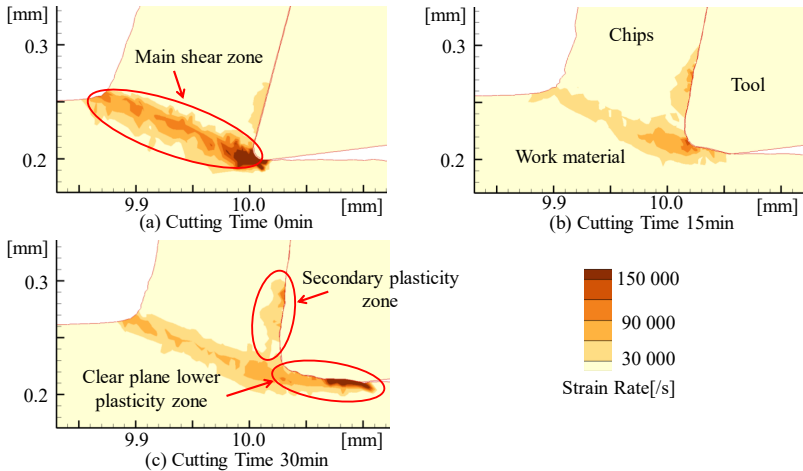 [mm]
0.3
0.2
Main shear zone
9.9
10.0
[mm]
(a) Cutting Time 0min
[mm]
0.3
0.2
Chips
Tool
Work material
9.9
10.0
[mm]
(b) Cutting Time 15min
[mm]
0.3
0.2
Secondary plasticity
zone
Clear plane lower
plasticity zone
9.9
10.0
[mm]
(c) Cutting Time 30min
150 000
90 000
30 000
Strain Rate[/s]